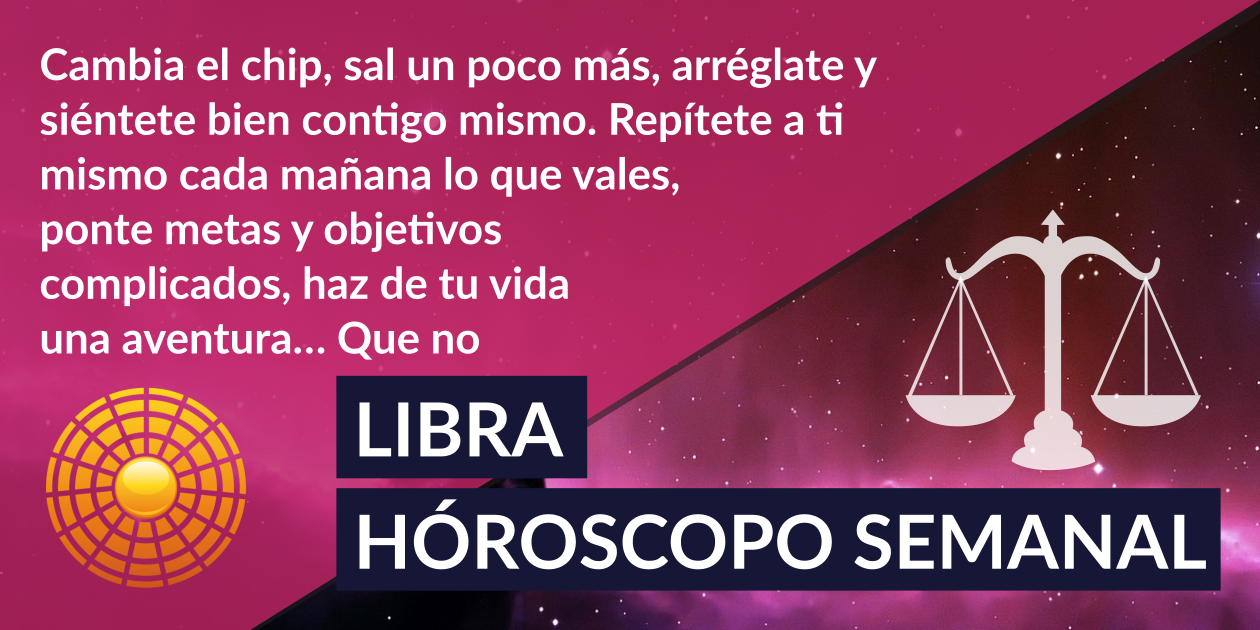 Cambia el chip, sal un poco más, arréglate y
siéntete bien contigo mismo. Repítete a ti
mismo cada mañana lo que vales,
ponte metas y objetivos
complicados, haz de tu vida
una aventura... Que no
LIBRA
HÓROSCOPO SEMANAL